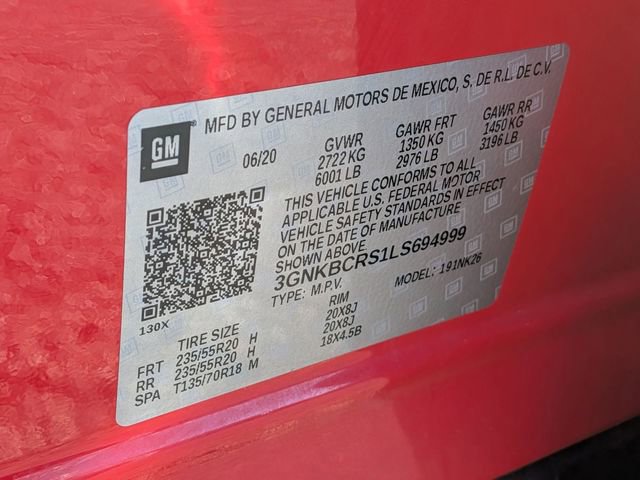 MFD BY GENERAL MOTORS DE MEXICO, S. DE R.L. DE C.V.
GM ®
06/20
GVWR
2722 KG
6001 LB
GAWR FRT
1350 KG
2976 LB
GAWR RR
1450 KG
3196 LB
THIS VEHICLE CONFORMS TO ALL
APPLICABLE U.S. FEDERAL MOTOR
VEHICLE SAFETY STANDARDS IN EFFECT
ON THE DATE OF MANUFACTURE
SHOWN ABOVE.
3GNKBCRS1LS694999
TYPE: M.P.V. MODEL: 191NK26
130X
TIRE SIZE RIM
FRT 235/55R20 H 20X8J
RR 235/55R20 H 20X8J
SPA T135/70R18 M 18X4.5B